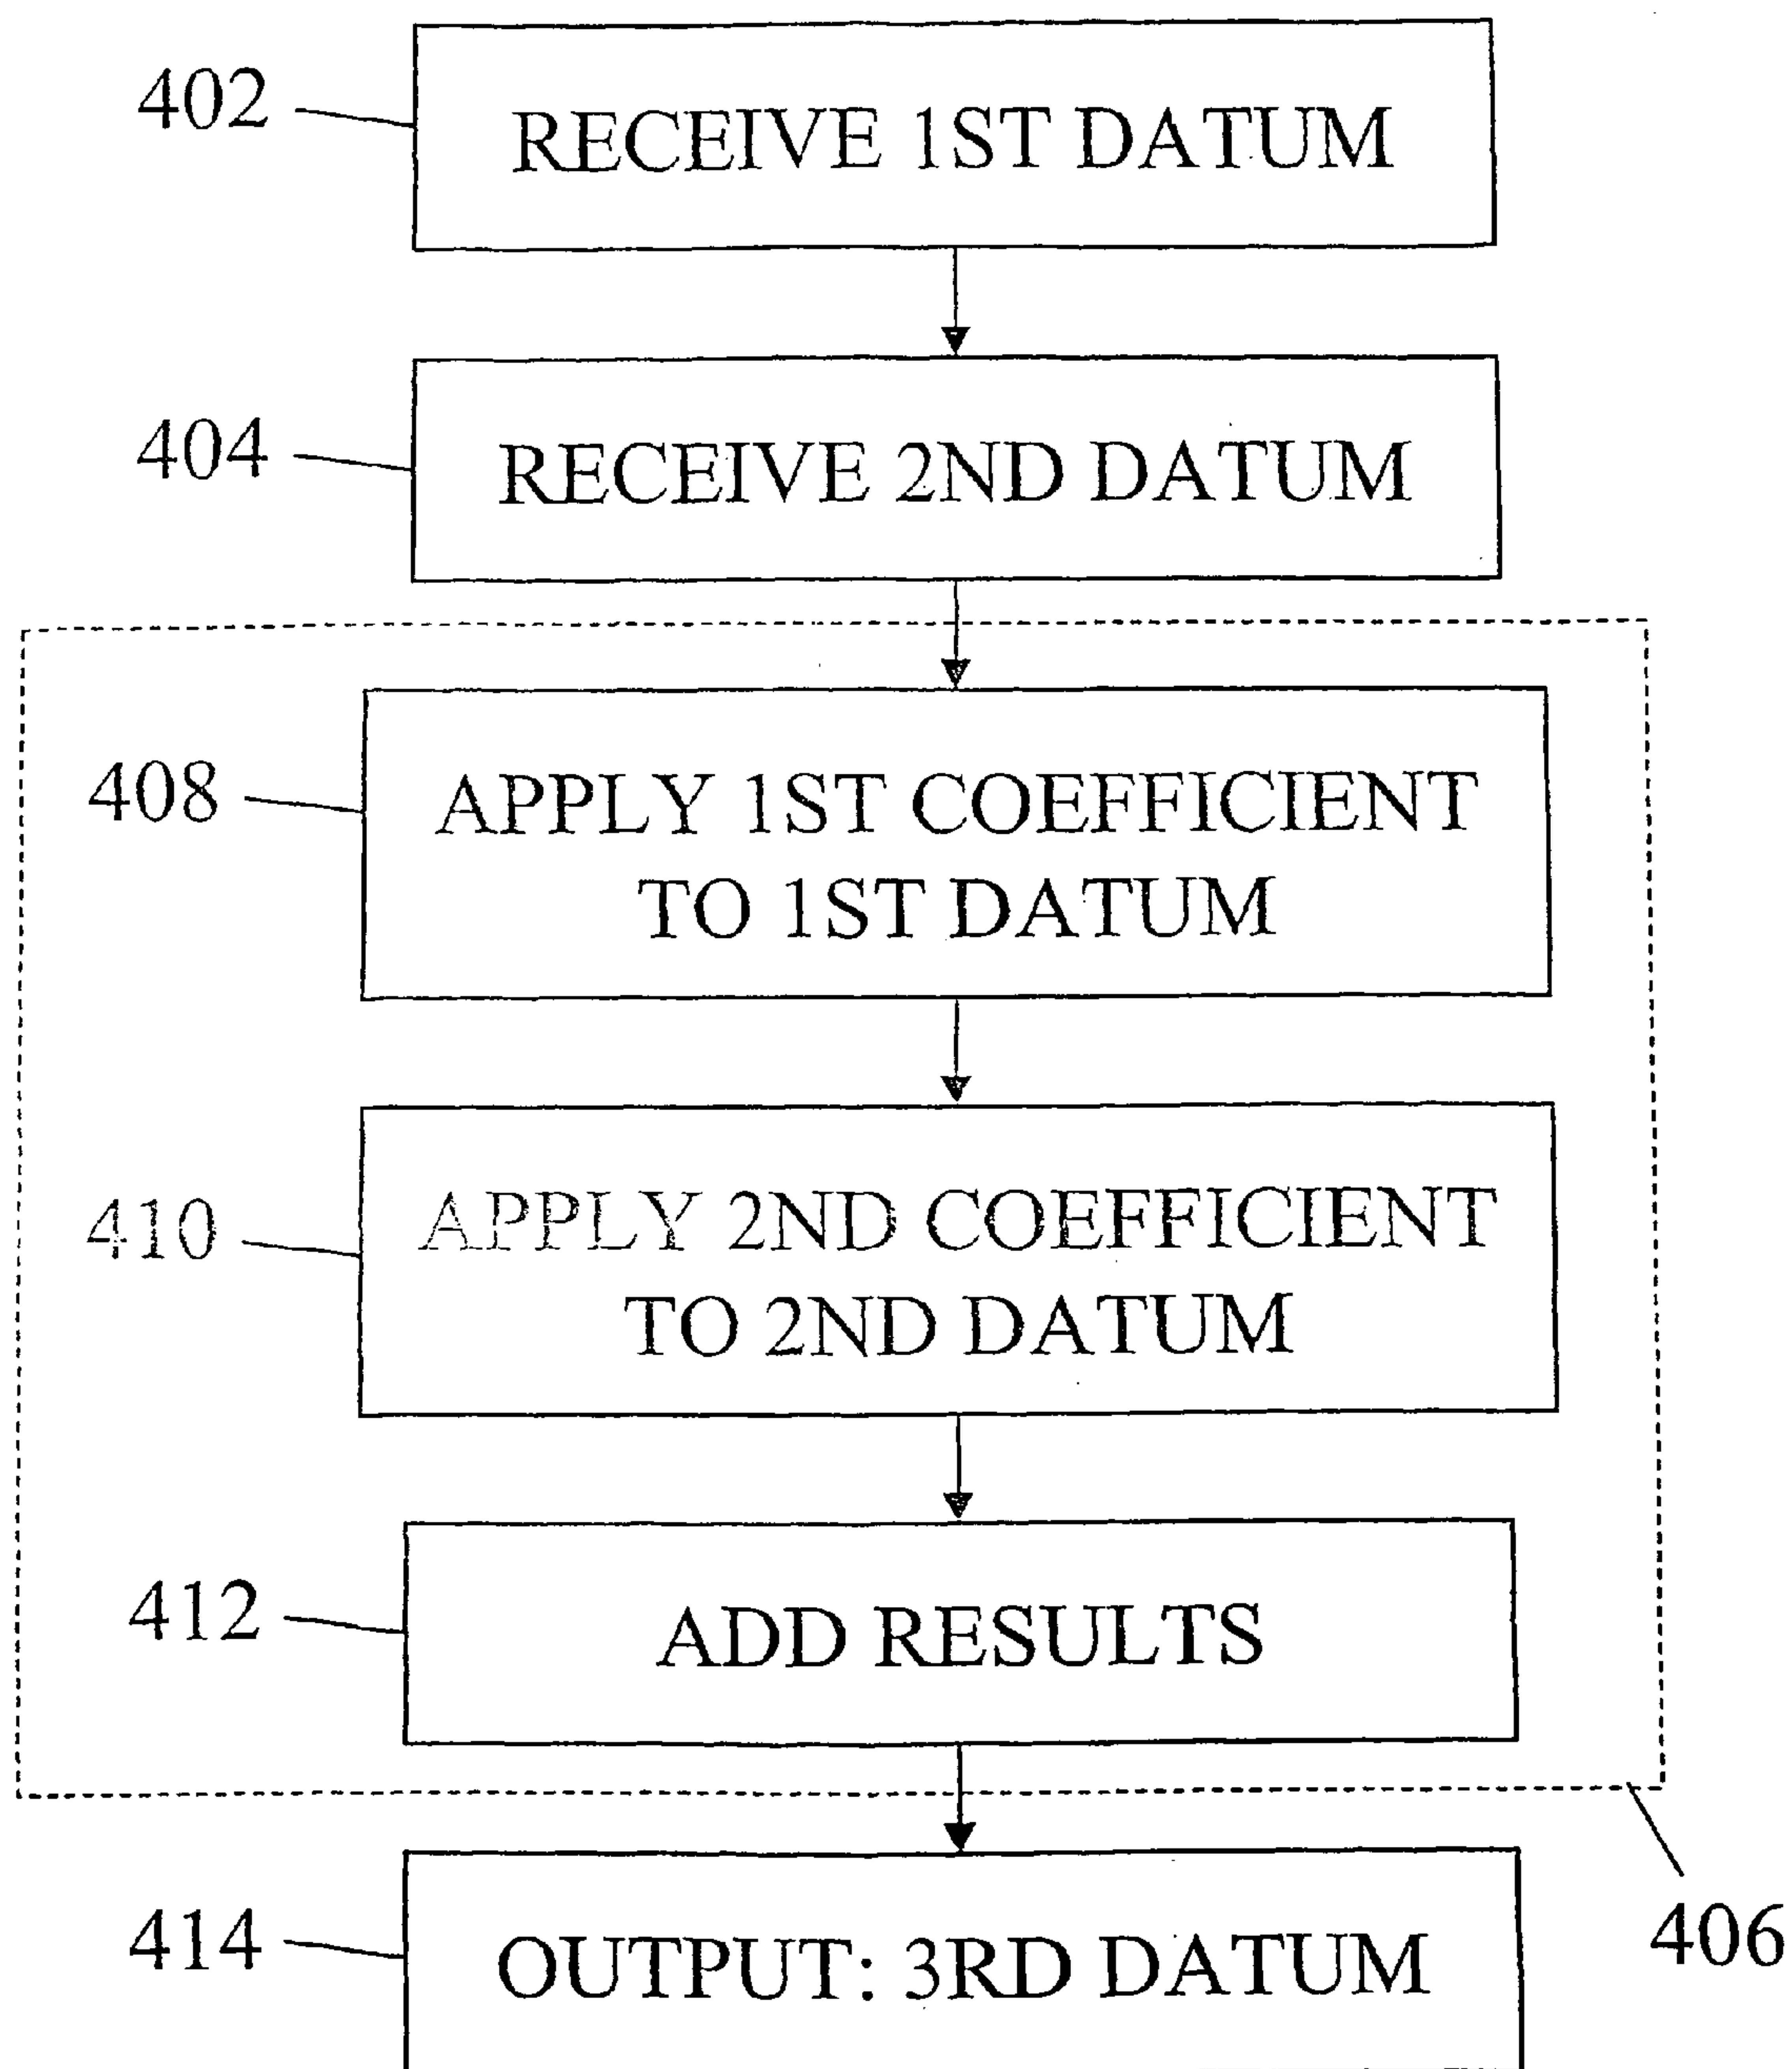 402
RECEIVE 1ST DATUM
404
RECEIVE 2ND DATUM
408
APPLY 1ST COEFFICIENT
TO 1ST DATUM
410
APPLY 2ND COEFFICIENT
TO 2ND DATUM
412
ADD RESULTS
414
OUTPUT: 3RD DATUM
406